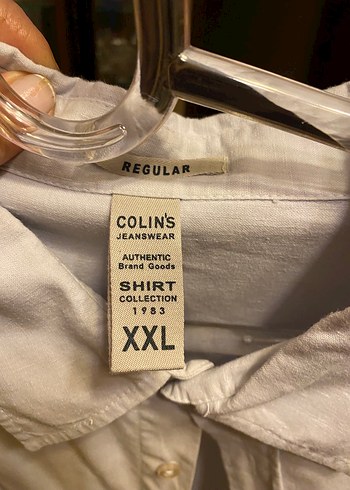 REGULAR
COLIN'S
JEANSWEAR
AUTHENTIC
Brand Goods
SHIRT
COLLECTION
1983
XXL